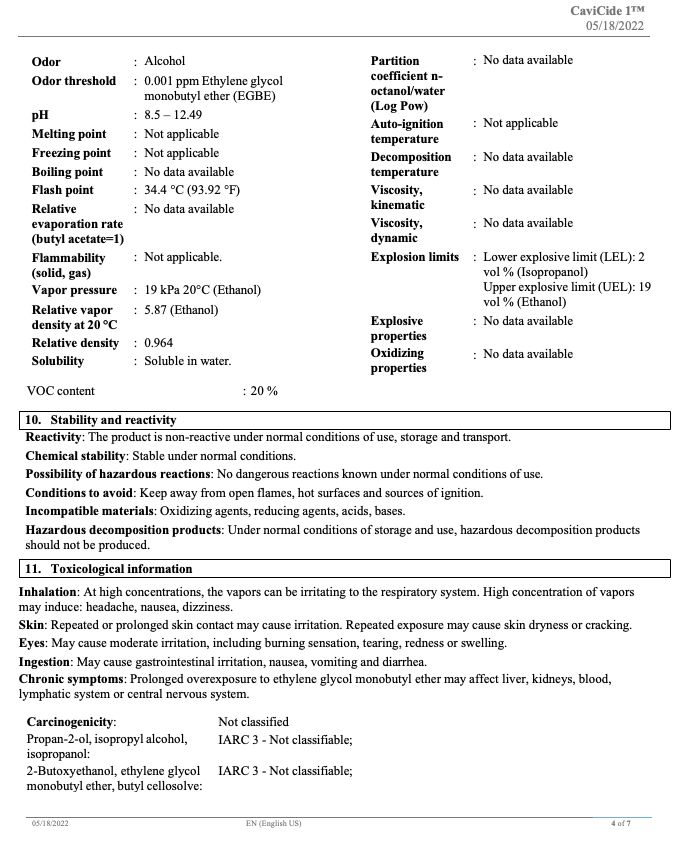 CaviCide 1™
05/18/2022
Odor : Alcohol
Odor threshold : 0.001 ppm Ethylene glycol
monobutyl ether (EGBE)
pH : 8.5 – 12.49
Melting point : Not applicable
Freezing point : Not applicable
Boiling point : No data available
Flash point : 34.4 °C (93.92 °F)
Relative : No data available
evaporation rate
(butyl acetate=1)
Flammability : Not applicable.
(solid, gas)
Vapor pressure : 19 kPa 20°C (Ethanol)
Relative vapor : 5.87 (Ethanol)
density at 20 °C
Relative density : 0.964
Solubility : Soluble in water.
Partition : No data available
coefficient n-
octanol/water
(Log Pow)
Auto-ignition : Not applicable
temperature
Decomposition : No data available
temperature
Viscosity, : No data available
kinematic
Viscosity, : No data available
dynamic
Explosion limits : Lower explosive limit (LEL): 2
vol % (Isopropanol)
Upper explosive limit (UEL): 19
vol % (Ethanol)
Explosive : No data available
properties
Oxidizing : No data available
properties
VOC content : 20 %
10. Stability and reactivity
Reactivity: The product is non-reactive under normal conditions of use, storage and transport.
Chemical stability: Stable under normal conditions.
Possibility of hazardous reactions: No dangerous reactions known under normal conditions of use.
Conditions to avoid: Keep away from open flames, hot surfaces and sources of ignition.
Incompatible materials: Oxidizing agents, reducing agents, acids, bases.
Hazardous decomposition products: Under normal conditions of storage and use, hazardous decomposition products
should not be produced.
11. Toxicological information
Inhalation: At high concentrations, the vapors can be irritating to the respiratory system. High concentration of vapors
may induce: headache, nausea, dizziness.
Skin: Repeated or prolonged skin contact may cause irritation. Repeated exposure may cause skin dryness or cracking.
Eyes: May cause moderate irritation, including burning sensation, tearing, redness or swelling.
Ingestion: May cause gastrointestinal irritation, nausea, vomiting and diarrhea.
Chronic symptoms: Prolonged overexposure to ethylene glycol monobutyl ether may affect liver, kidneys, blood,
lymphatic system or central nervous system.
Carcinogenicity: Not classified
Propan-2-ol, isopropyl alcohol, IARC 3 - Not classifiable;
isopropanol:
2-Butoxyethanol, ethylene glycol IARC 3 - Not classifiable;
monobutyl ether, butyl cellosolve:
05/18/2022 EN (English US) 4 of 7